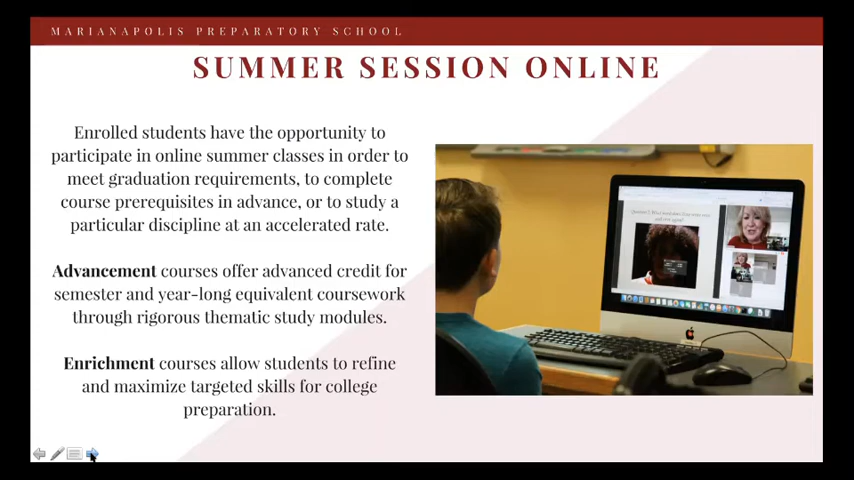 MARIANAPOLIS PREPARATORY SCHOOL
SUMMER SESSION ONLINE
Enrolled students have the opportunity to
participate in online summer classes in order to
meet graduation requirements, to complete
course prerequisites in advance, or to study a
particular discipline at an accelerated rate.
Advancement courses offer advanced credit for
semester and year-long equivalent coursework
through rigorous thematic study modules.
Enrichment courses allow students to refine
and maximize targeted skills for college
preparation.